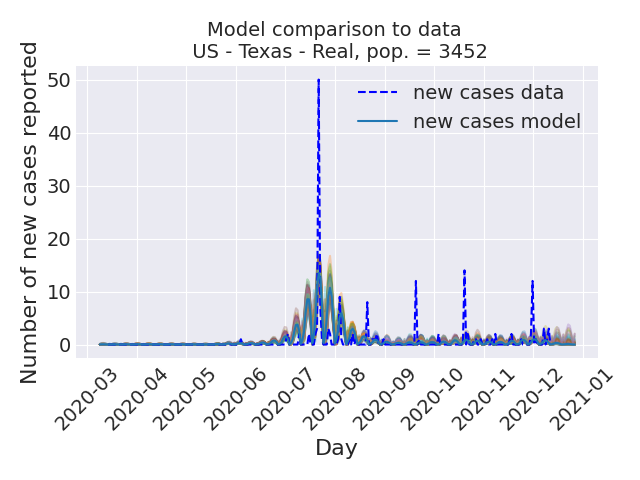 Model comparison to data
US - Texas - Real, pop. = 3452
Number of new cases reported
50
40
30
20
10
0
new cases data
new cases model
2020-03
2020-04
2020-05
2020-06
2020-07
2020-08
2020-09
2020-10
2020-11
2020-12
2021-01
Day